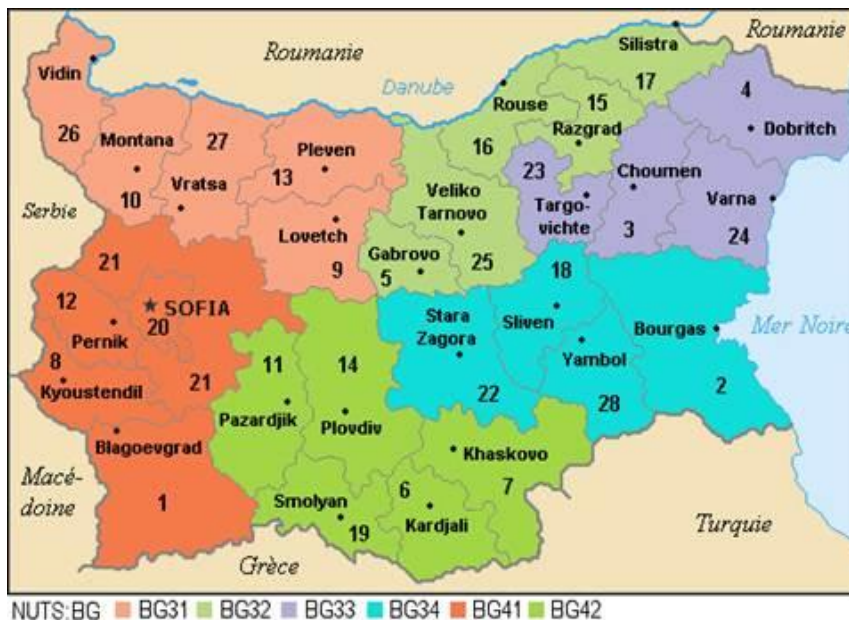 Roumanie
Roumanie
Silistra
Vidin
Danube
17
4
Rouse
15
Dobritch
26
Montana
27
Pleven
16
Razgrad
13
23
Choumen
10
Vratsa
Veliko
Tarnovo
Targo-
vichte
Varna
Serbie
Lovetch
3
24
21
9
Gabrovo
5
25
18
12
SOFIA
20
Pernik
Stara
Zagora
Sliven
Bourgas
Mer Noire
8
11
14
Yambol
Kyoustendil
21
22
28
2
Pazardjik
Plovdiv
Blagoevgrad
Khaskovo
Macé-
doine
1
Smolyan
6
7
Kardjali
19
Turquie
Grèce
NUTS:BG BG31 BG32 BG33 BG34 BG41 BG42